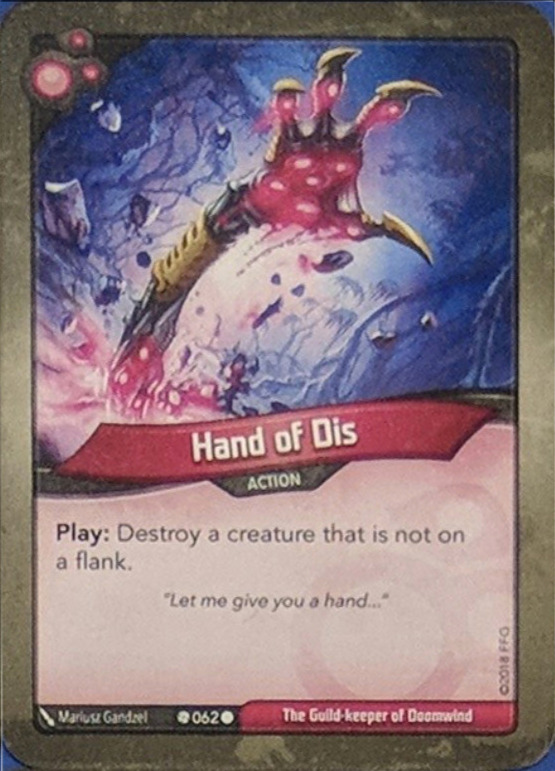 Hand of Dis
ACTION
Play: Destroy a creature that is not on
a flank.
"Let me give you a hand..."
©2018 FFG
Mariusz Gandzel
062
The Guild-keeper of Doomwind